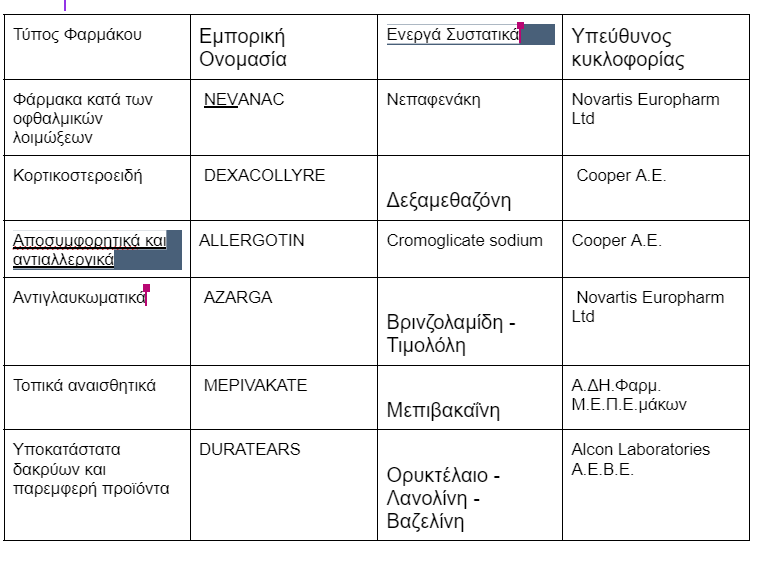 Τύπος Φαρμάκου
Εμπορική
Ονομασία
Ενεργά Συστατικά
Υπεύθυνος
κυκλοφορίας
Φάρμακα κατά των
οφθαλμικών
λοιμώξεων
NEVANAC
Νεπαφενάκη
Novartis Europharm
Ltd
Κορτικοστεροειδή
DEXACOLLYRE
Δεξαμεθαζόνη
Cooper Α.Ε.
Αποσυμφορητικά και
αντιαλλεργικά
ALLERGOTIN
Cromoglicate sodium
Cooper Α.Ε.
Αντιγλαυκωματικά
AZARGA
Βρινζολαμίδη -
Τιμολόλη
Novartis Europharm
Ltd
Τοπικά αναισθητικά
MEPIVAKATE
Μεπιβακαΐνη
Α.ΔΗ.Φαρμ.
Μ.Ε.Π.Ε.μάκων
Υποκατάστατα
δακρύων και
παρεμφερή προϊόντα
DURATEARS
Ορυκτέλαιο -
Λανολίνη -
Βαζελίνη
Alcon Laboratories
Α.Ε.Β.Ε.